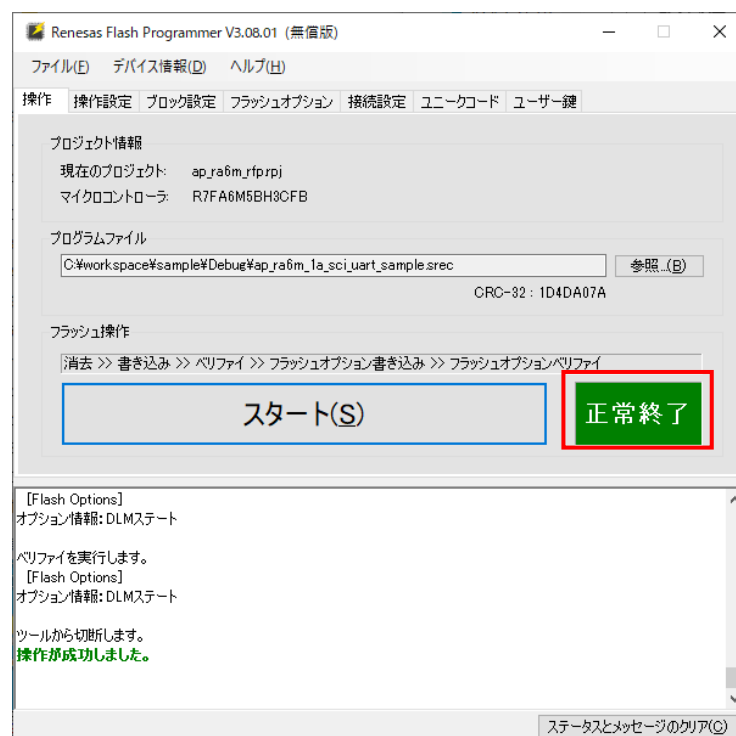 Renesas Flash Programmer V3.08.01 (無償版)
ファイル(F) デバイス情報(D) ヘルプ(H)
操作 操作設定 ブロック設定 フラッシュオプション 接続設定 ユニークコード ユーザー鍵
プロジェクト情報
現在のプロジェクト: ap_ra6m_rfp.rpj
マイクロコントローラ: R7FA6M5BH3CFB
プログラムファイル
C:¥workspace¥sample¥Debug¥ap_ra6m_1a_sci_uart_sample.srec 参照...(B)
CRC-32 : 1D4DA07A
フラッシュ操作
消去 >> 書き込み >> ベリファイ >> フラッシュオプション書き込み >> フラッシュオプションベリファイ
スタート(S) 正常終了
[Flash Options]
オプション情報: DLMステート
ベリファイを実行します。
[Flash Options]
オプション情報: DLMステート
ツールから切断します。
操作が成功しました。
ステータスとメッセージのクリア(C)